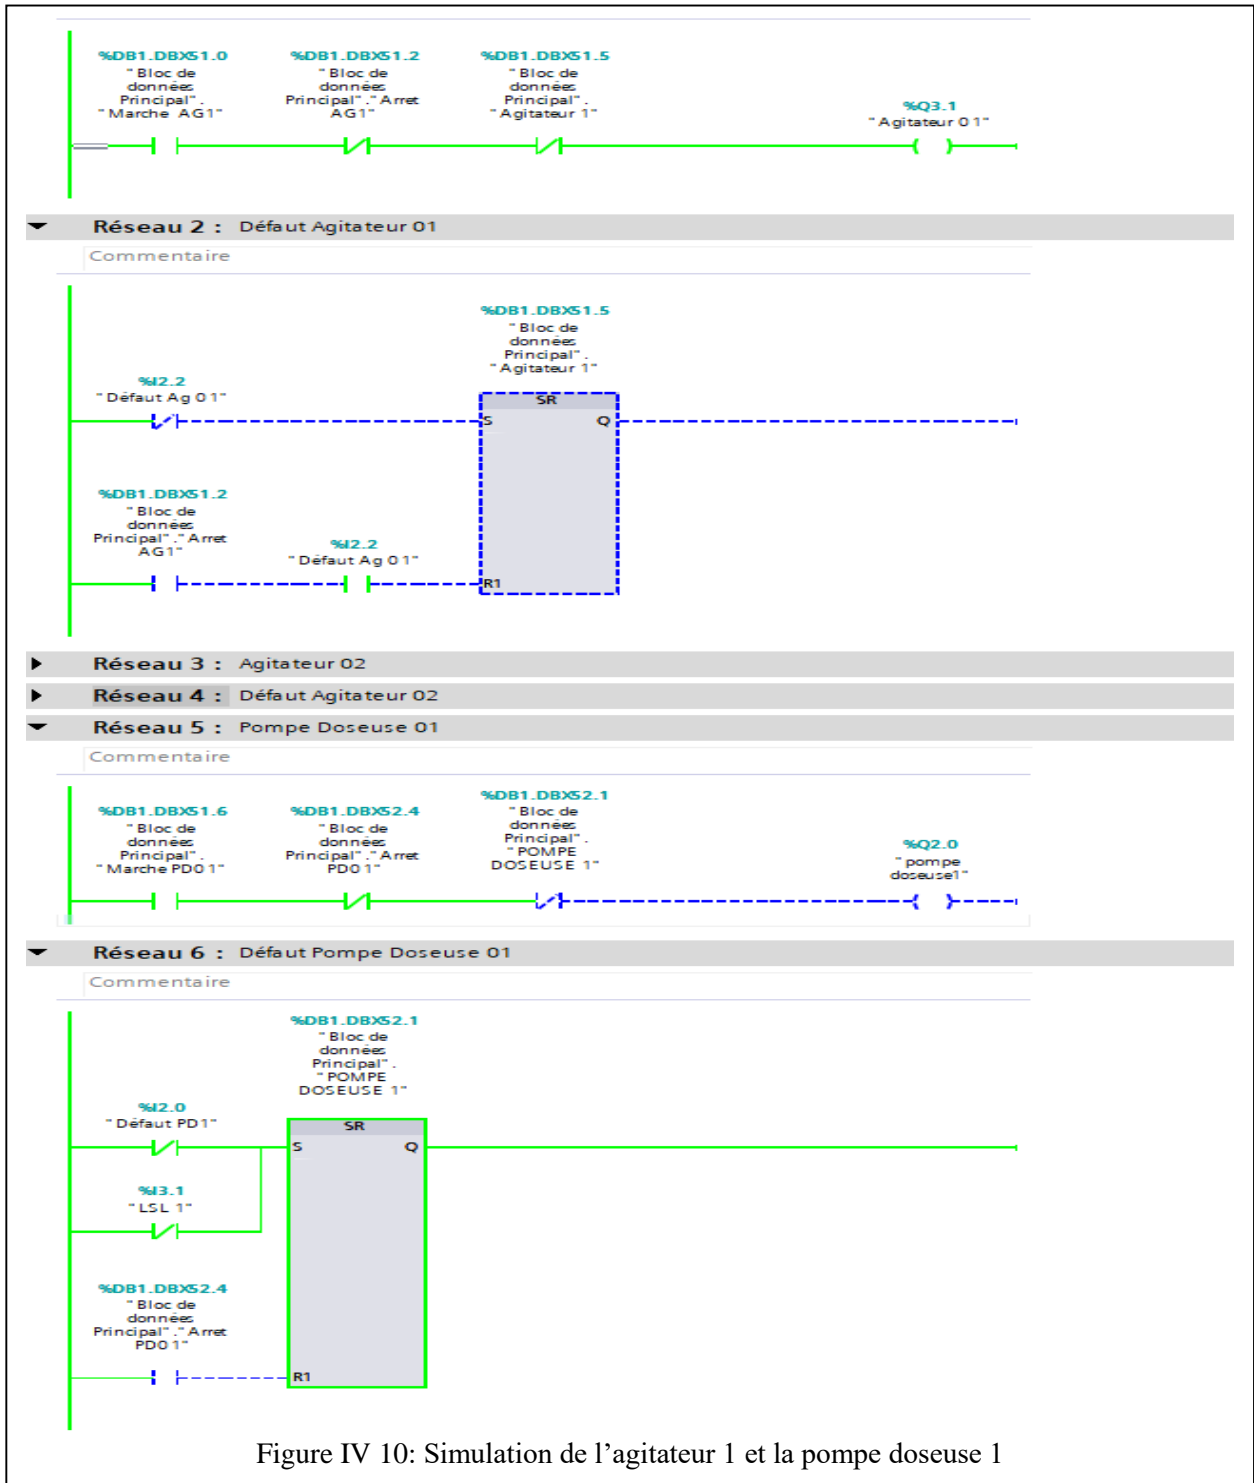 %DB1.DBX51.0 %DB1.DBX51.2 %DB1.DBX51.5
"Bloc de "Bloc de "Bloc de
données données données
Principal". Principal"."Arret Principal".
"Marche AG1" AG1" "Agitateur 1"
%Q3.1
"Agitateur 01"
Réseau 2 : Défaut Agitateur 01
Commentaire
%DB1.DBX51.5
"Bloc de
données
Principal".
"Agitateur 1"
%I2.2
"Défaut Ag 01"
SR
S Q
%DB1.DBX51.2
"Bloc de
données
Principal"."Arret
AG1"
%I2.2
"Défaut Ag 01"
R1
Réseau 3 : Agitateur 02
Réseau 4 : Défaut Agitateur 02
Réseau 5 : Pompe Doseuse 01
Commentaire
%DB1.DBX51.6 %DB1.DBX52.4 %DB1.DBX52.1
"Bloc de "Bloc de "Bloc de
données données données
Principal". Principal"."Arret Principal".
"Marche PD01" PD01" "POMPE
DOSEUSE 1"
%Q2.0
"pompe
doseuse1"
Réseau 6 : Défaut Pompe Doseuse 01
Commentaire
%DB1.DBX52.1
"Bloc de
données
Principal".
"POMPE
DOSEUSE 1"
%I2.0
"Défaut PD1"
SR
S Q
%I3.1
"LSL 1"
%DB1.DBX52.4
"Bloc de
données
Principal"."Arret
PD01"
R1
Figure IV 10: Simulation de l'agitateur 1 et la pompe doseuse 1